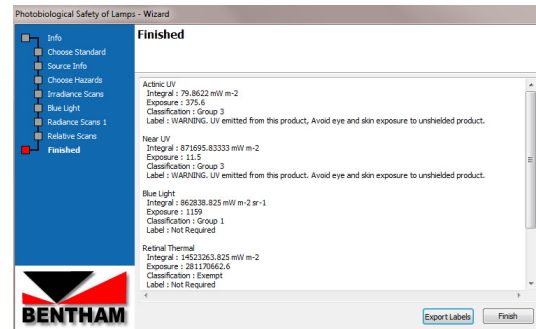 Photobiological Safety of Lamps - Wizard
Info
Choose Standard
Source Info
Choose Hazards
Irradiance Scans
Blue Light
Radiance Scans 1
Relative Scans
Finished
Finished
Actinic UV
Integral : 79.8622 mW m-2
Exposure : 375.6
Classification : Group 3
Label : WARNING. UV emitted from this product, Avoid eye and skin exposure to unshielded product.
Near UV
Integral : 871695.83333 mW m-2
Exposure : 11.5
Classification : Group 3
Label : WARNING. UV emitted from this product. Avoid eye and skin exposure to unshielded product.
Blue Light
Integral : 862838.825 mW m-2 sr-1
Exposure : 1159
Classification : Group 1
Label : Not Required
Retinal Thermal
Integral : 14523263.825 mW m-2
Exposure : 281170662.6
Classification : Exempt
Label : Not Required
BENTHAM
Export Labels
Finish